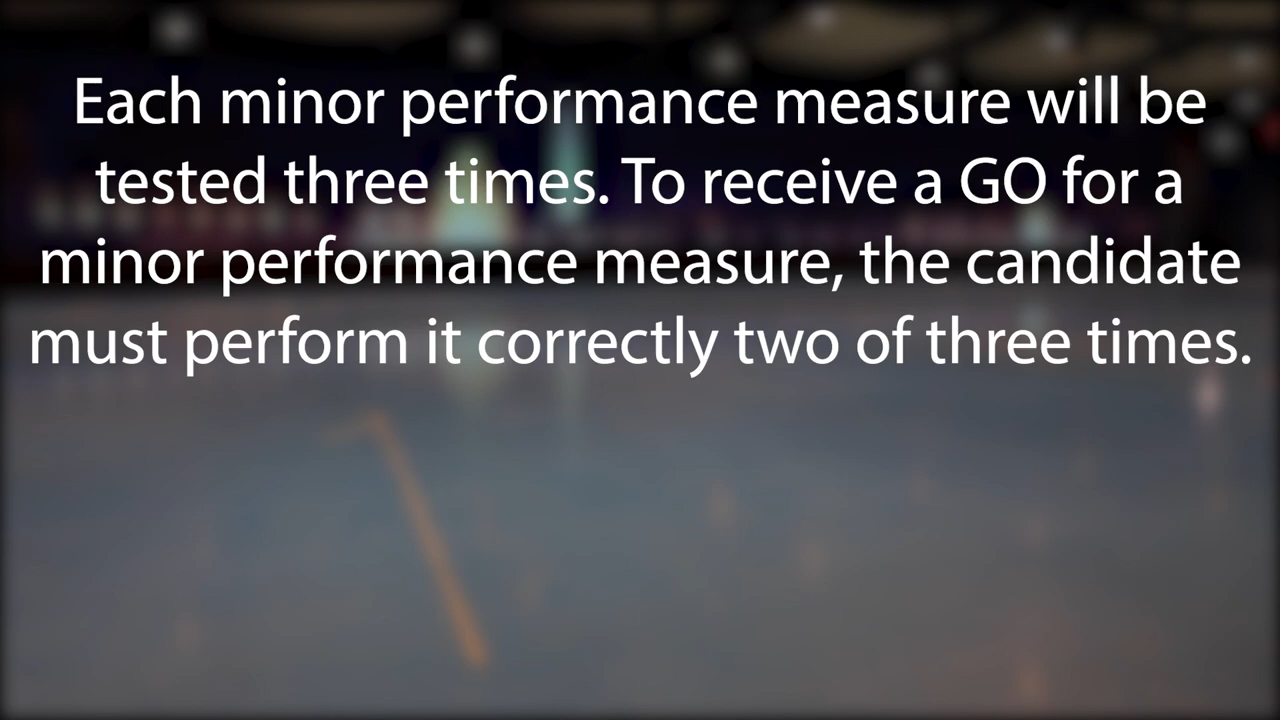 Each minor performance measure will be
tested three times. To receive a GO for a
minor performance measure, the candidate
must perform it correctly two of three times.